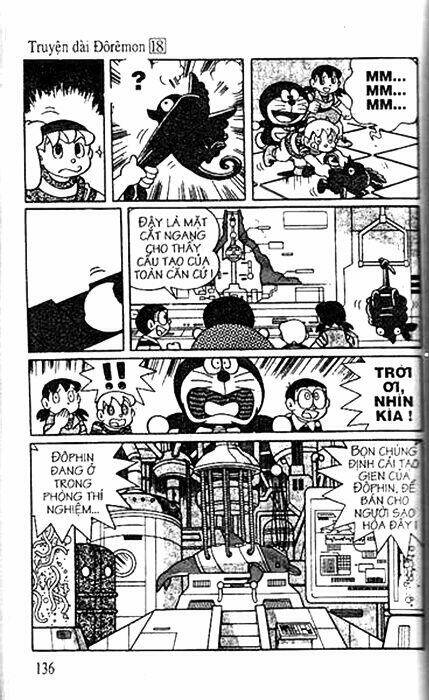 Truyện dài Đôrêmon 18
?
MM...
MM...
MM...
ĐÂY LÀ MẶT
CẮT NGANG
CHO THẤY
CẤU TẠO CỦA
TOÀN CĂN CỨ!
!!
TRỜI
ƠI,
NHÌN
KÌA!
ĐÔPHIN
ĐANG Ở
TRONG
PHÒNG THÍ
NGHIỆM...
BỌN CHÚNG
ĐỊNH CẢI TẠO
GIEN CỦA
ĐÔPHIN, ĐỂ
BÁN CHO
NGƯỜI SAO
HỎA ĐẤY!
136